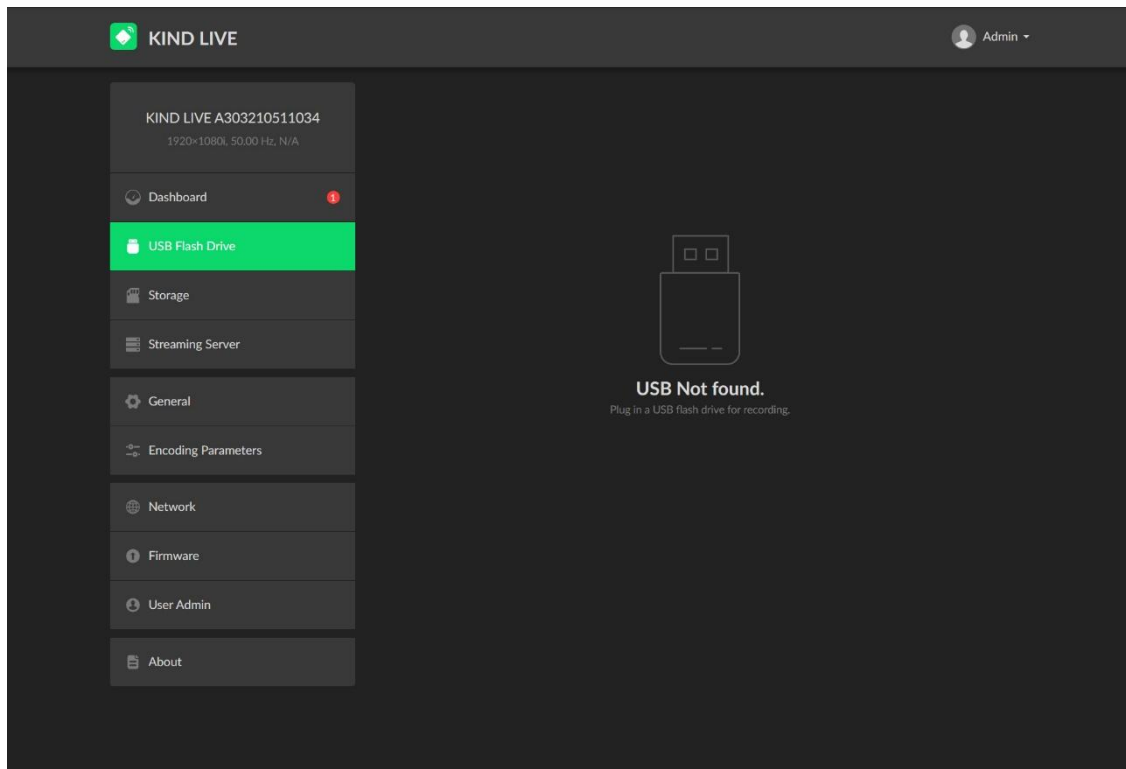 KIND LIVE
Admin
KIND LIVE A303210511034
1920×1080i, 50.00 Hz, N/A
Dashboard 1
USB Flash Drive
Storage
Streaming Server
General
Encoding Parameters
Network
Firmware
User Admin
About
USB Not found.
Plug in a USB flash drive for recording.